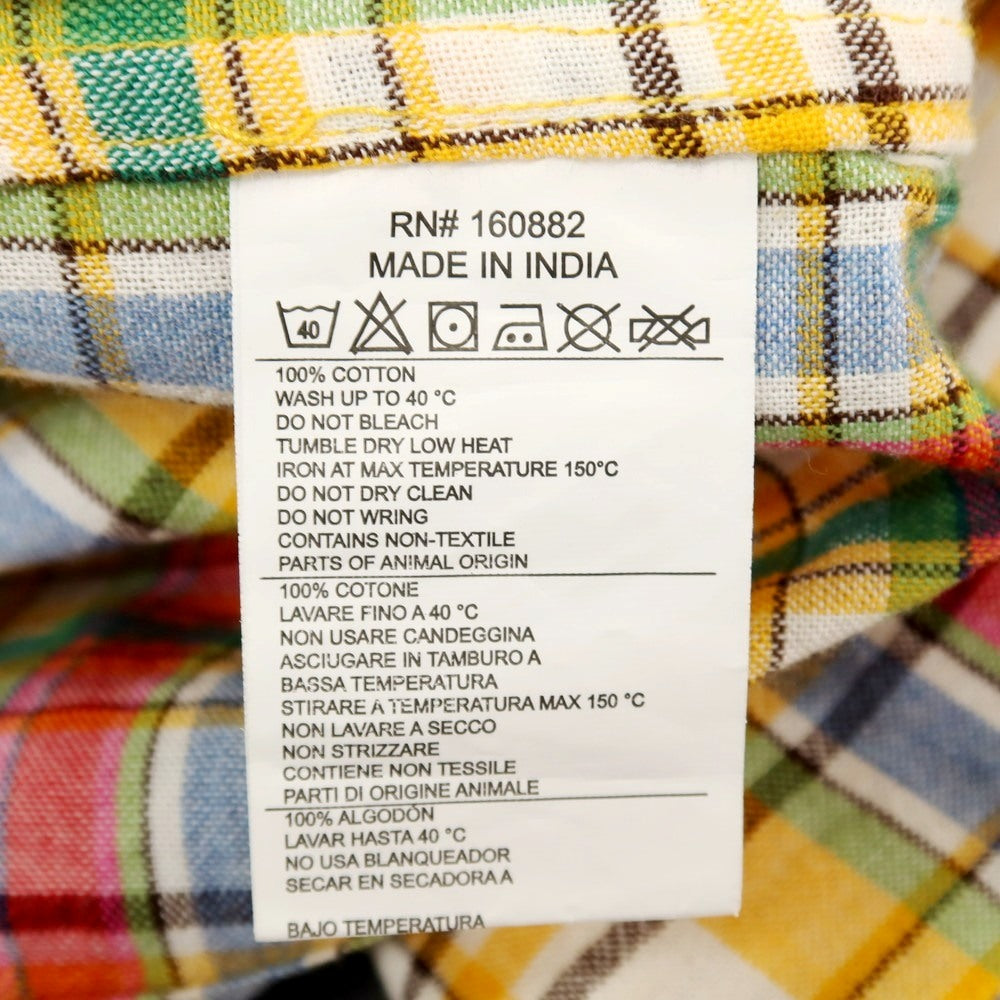 RN# 160882
MADE IN INDIA
40
100% COTTON
WASH UP TO 40 °C
DO NOT BLEACH
TUMBLE DRY LOW HEAT
IRON AT MAX TEMPERATURE 150°C
DO NOT DRY CLEAN
DO NOT WRING
CONTAINS NON-TEXTILE
PARTS OF ANIMAL ORIGIN
100% COTONE
LAVARE FINO A 40 °C
NON USARE CANDEGGINA
ASCIUGARE IN TAMBURO A
BASSA TEMPERATURA
STIRARE A TEMPERATURA MAX 150 °C
NON LAVARE A SECCO
NON STRIZZARE
CONTIENE NON TESSILE
PARTI DI ORIGINE ANIMALE
100% ALGODÓN
LAVAR HASTA 40 °C
NO USA BLANQUEADOR
SECAR EN SECADORA A
BAJO TEMPERATURA